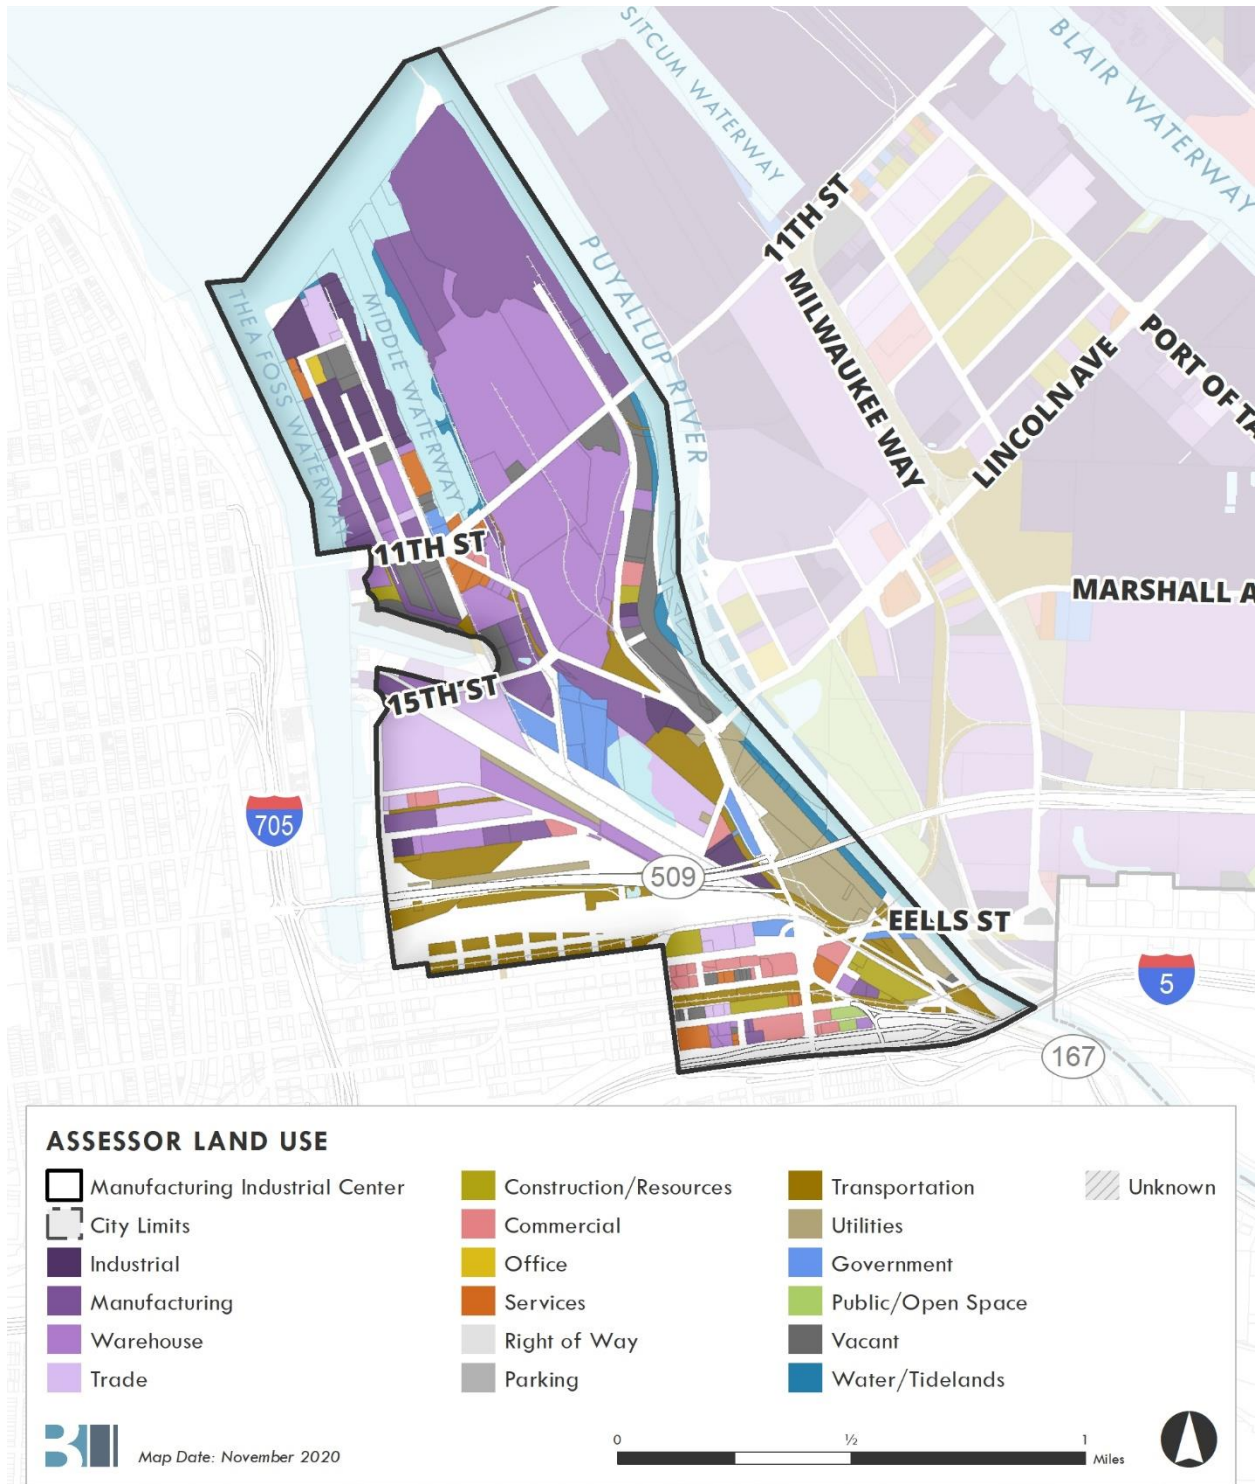 SITCUM WATERWAY
BLAIR WATERWAY
11TH ST
PUYALLUP RIVER
THEA FOSS WATERWAY
MIDDLE WATERWAY
MILWAUKEE WAY
LINCOLN AVE
PORT OF TA
11TH ST
MARSHALL A
15TH ST
705
509
EELLS ST
5
167
ASSESSOR LAND USE
Manufacturing Industrial Center
City Limits
Industrial
Manufacturing
Warehouse
Trade
Construction/Resources
Commercial
Office
Services
Right of Way
Parking
Transportation
Utilities
Government
Public/Open Space
Vacant
Water/Tidelands
Unknown
Map Date: November 2020
0 ½ 1
Miles